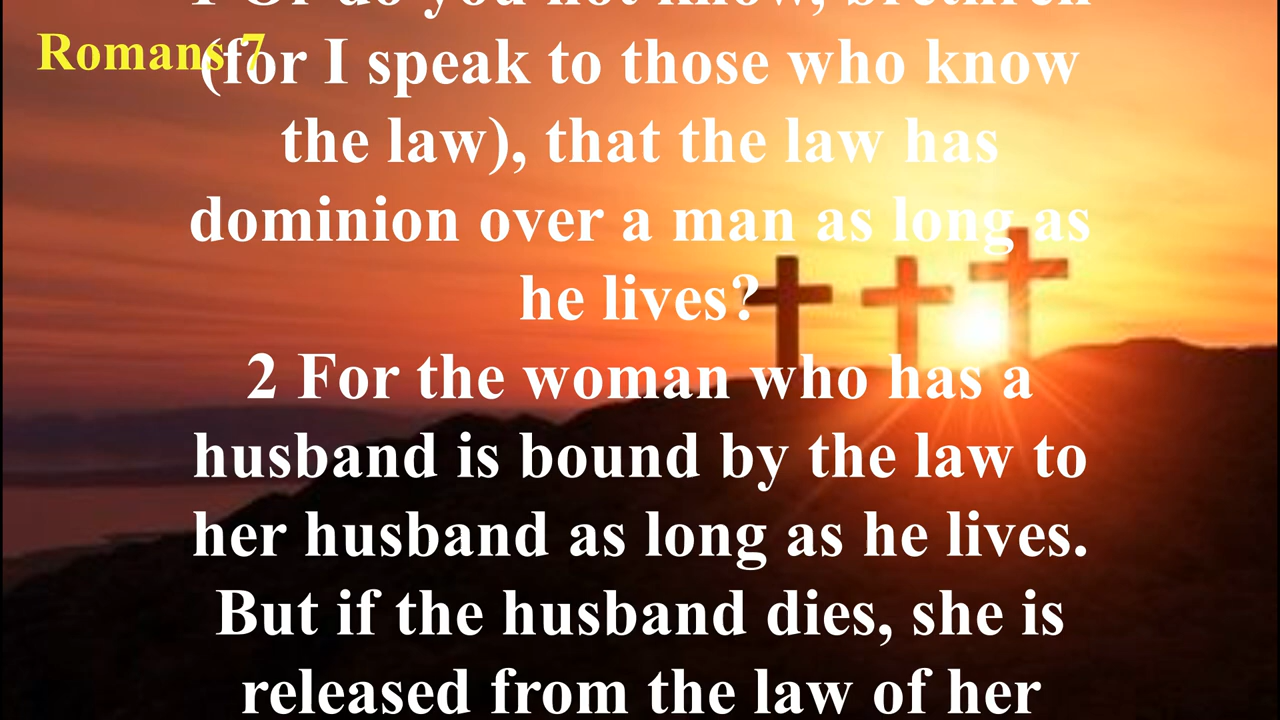 1 Or do you not know, brethren
Romans 7
(for I speak to those who know
the law), that the law has
dominion over a man as long as
he lives?
2 For the woman who has a
husband is bound by the law to
her husband as long as he lives.
But if the husband dies, she is
released from the law of her